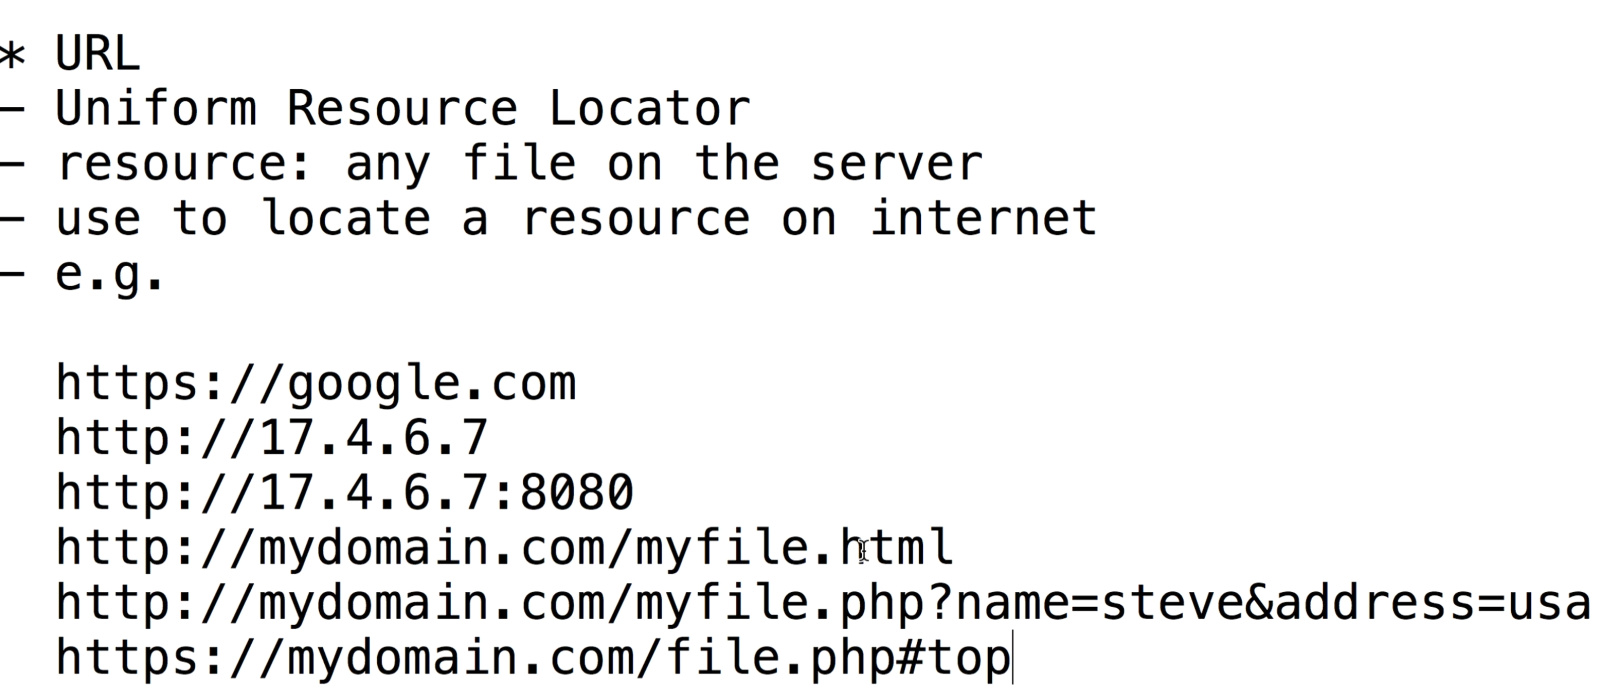 * URL
- Uniform Resource Locator
- resource: any file on the server
- use to locate a resource on internet
- e.g.
https://google.com
http://17.4.6.7
http://17.4.6.7:8080
http://mydomain.com/myfile.html
http://mydomain.com/myfile.php?name=steve&address=usa
https://mydomain.com/file.php#top